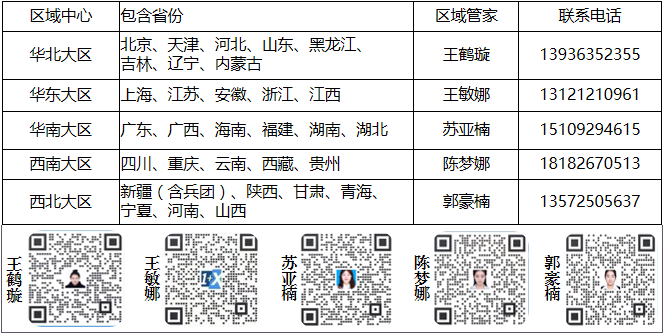 区域中心 包含省份 区域管家 联系电话
华北大区 北京、天津、河北、山东、黑龙江、 王鹤璇 13936352355
吉林、辽宁、内蒙古
华东大区 上海、江苏、安徽、浙江、江西 王敏娜 13121210961
华南大区 广东、广西、海南、福建、湖南、湖北 苏亚楠 15109294615
西南大区 四川、重庆、云南、西藏、贵州 陈梦娜 18182670513
西北大区 新疆（含兵团）、陕西、甘肃、青海、 郭豪楠 13572505637
宁夏、河南、山西
王鹤璇
王敏娜
苏亚楠
陈梦娜
郭豪楠